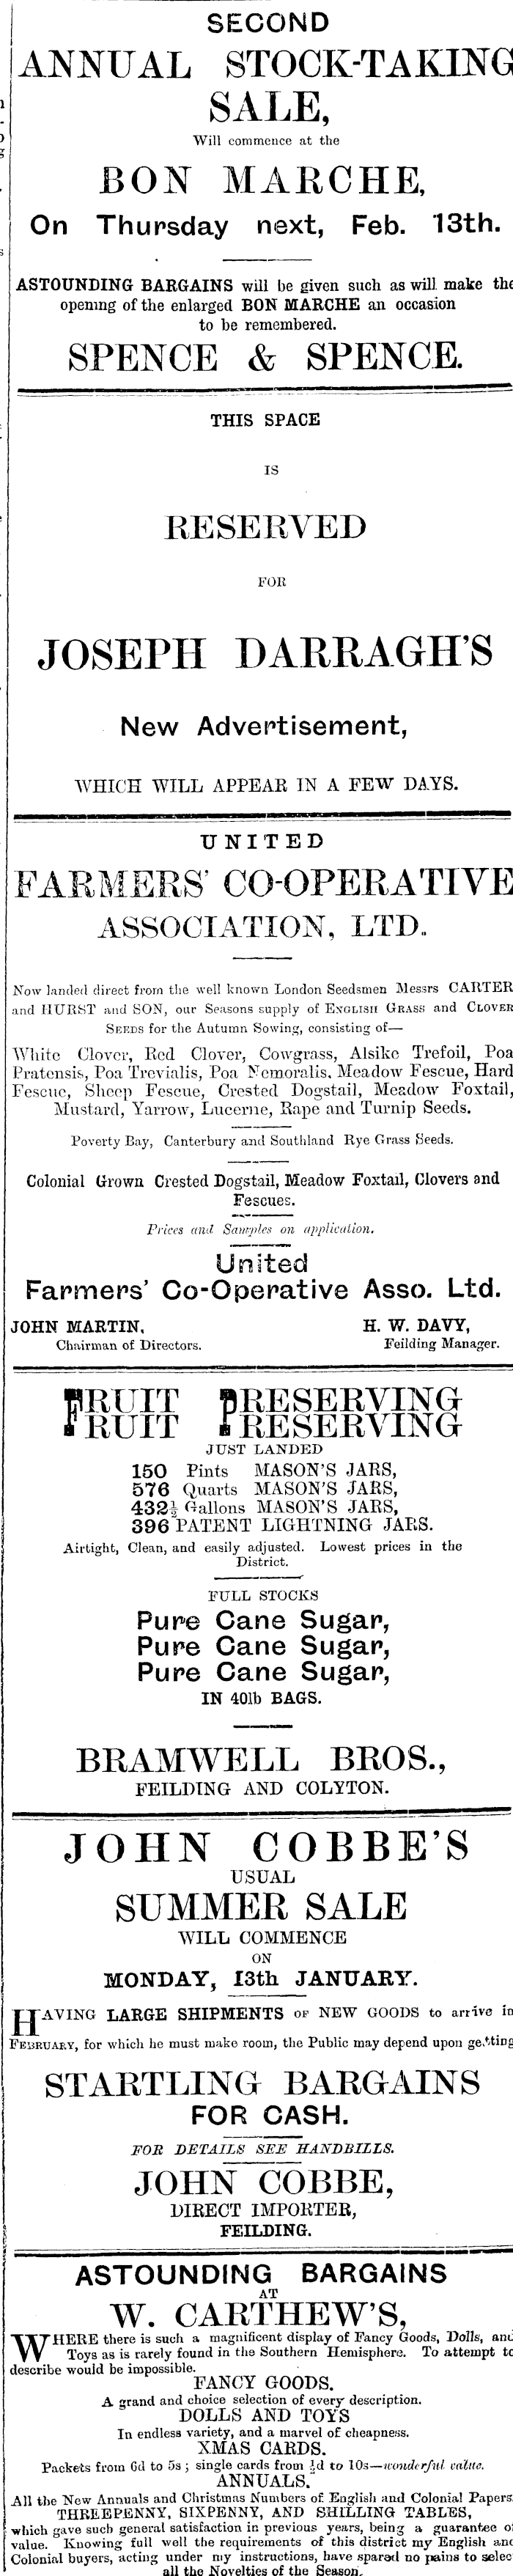 SECOND
ANNUAL STOCK-TAKING
SALE,
Will commence at the
BON MARCHE,
On Thursday next, Feb. 13th.
ASTOUNDING BARGAINS will be given such as will make the
opening of the enlarged BON MARCHE an occasion
to be remembered.
SPENCE & SPENCE.
THIS SPACE
IS
RESERVED
FOR
JOSEPH DARRAGH'S
New Advertisement,
WHICH WILL APPEAR IN A FEW DAYS.
UNITED
FARMERS' CO-OPERATIVE
ASSOCIATION, LTD.
Now landed direct from the well known London Seedsmen Messrs CARTER
and HURST and SON, our Seasons supply of ENGLISH GRASS and CLOVER
SEEDS for the Autumn Sowing, consisting of—
White Clover, Red Clover, Cowgrass, Alsike Trefoil, Poa
Pratensis, Poa Trevialis, Poa Nemoralis, Meadow Fescue, Hard
Fescue, Sheep Fescue, Crested Dogstail, Meadow Foxtail,
Mustard, Yarrow, Lucerne, Rape and Turnip Seeds.
Poverty Bay, Canterbury and Southland Rye Grass Seeds.
Colonial Grown Crested Dogstail, Meadow Foxtail, Clovers and
Fescues.
Prices and Samples on application.
United
Farmers' Co-Operative Asso. Ltd.
JOHN MARTIN, H. W. DAVY,
Chairman of Directors. Feilding Manager.
FRUIT PRESERVING
FRUIT PRESERVING
JUST LANDED
150 Pints MASON'S JARS,
576 Quarts MASON'S JARS,
432 ½ Gallons MASON'S JARS,
396 PATENT LIGHTNING JARS.
Airtight, Clean, and easily adjusted. Lowest prices in the
District.
FULL STOCKS
Pure Cane Sugar,
Pure Cane Sugar,
Pure Cane Sugar,
IN 40lb BAGS.
BRAMWELL BROS.,
FEILDING AND COLYTON.
JOHN COBBE'S
USUAL
SUMMER SALE
WILL COMMENCE
ON
MONDAY, 13th JANUARY.
HAVING LARGE SHIPMENTS OF NEW GOODS to arrive in
FEBRUARY, for which he must make room, the Public may depend upon getting
STARTLING BARGAINS
FOR CASH.
FOR DETAILS SEE HANDBILLS.
JOHN COBBE,
DIRECT IMPORTER,
FEILDING.
ASTOUNDING BARGAINS
AT
W. CARTHEW'S,
WHERE there is such a magnificent display of Fancy Goods, Dolls, and
Toys as is rarely found in the Southern Hemisphere. To attempt to
describe would be impossible.
FANCY GOODS.
A grand and choice selection of every description.
DOLLS AND TOYS
In endless variety, and a marvel of cheapness.
XMAS CARDS.
Packets from 6d to 5s ; single cards from ½d to 10s—wonderful value.
ANNUALS.
All the New Annuals and Christmas Numbers of English and Colonial Papers.
THREEPENNY, SIXPENNY, AND SHILLING TABLES,
which gave such general satisfaction in previous years, being a guarantee of
value. Knowing full well the requirements of this district my English and
Colonial buyers, acting under my instructions, have spared no pains to select
all the Novelties of the Season.